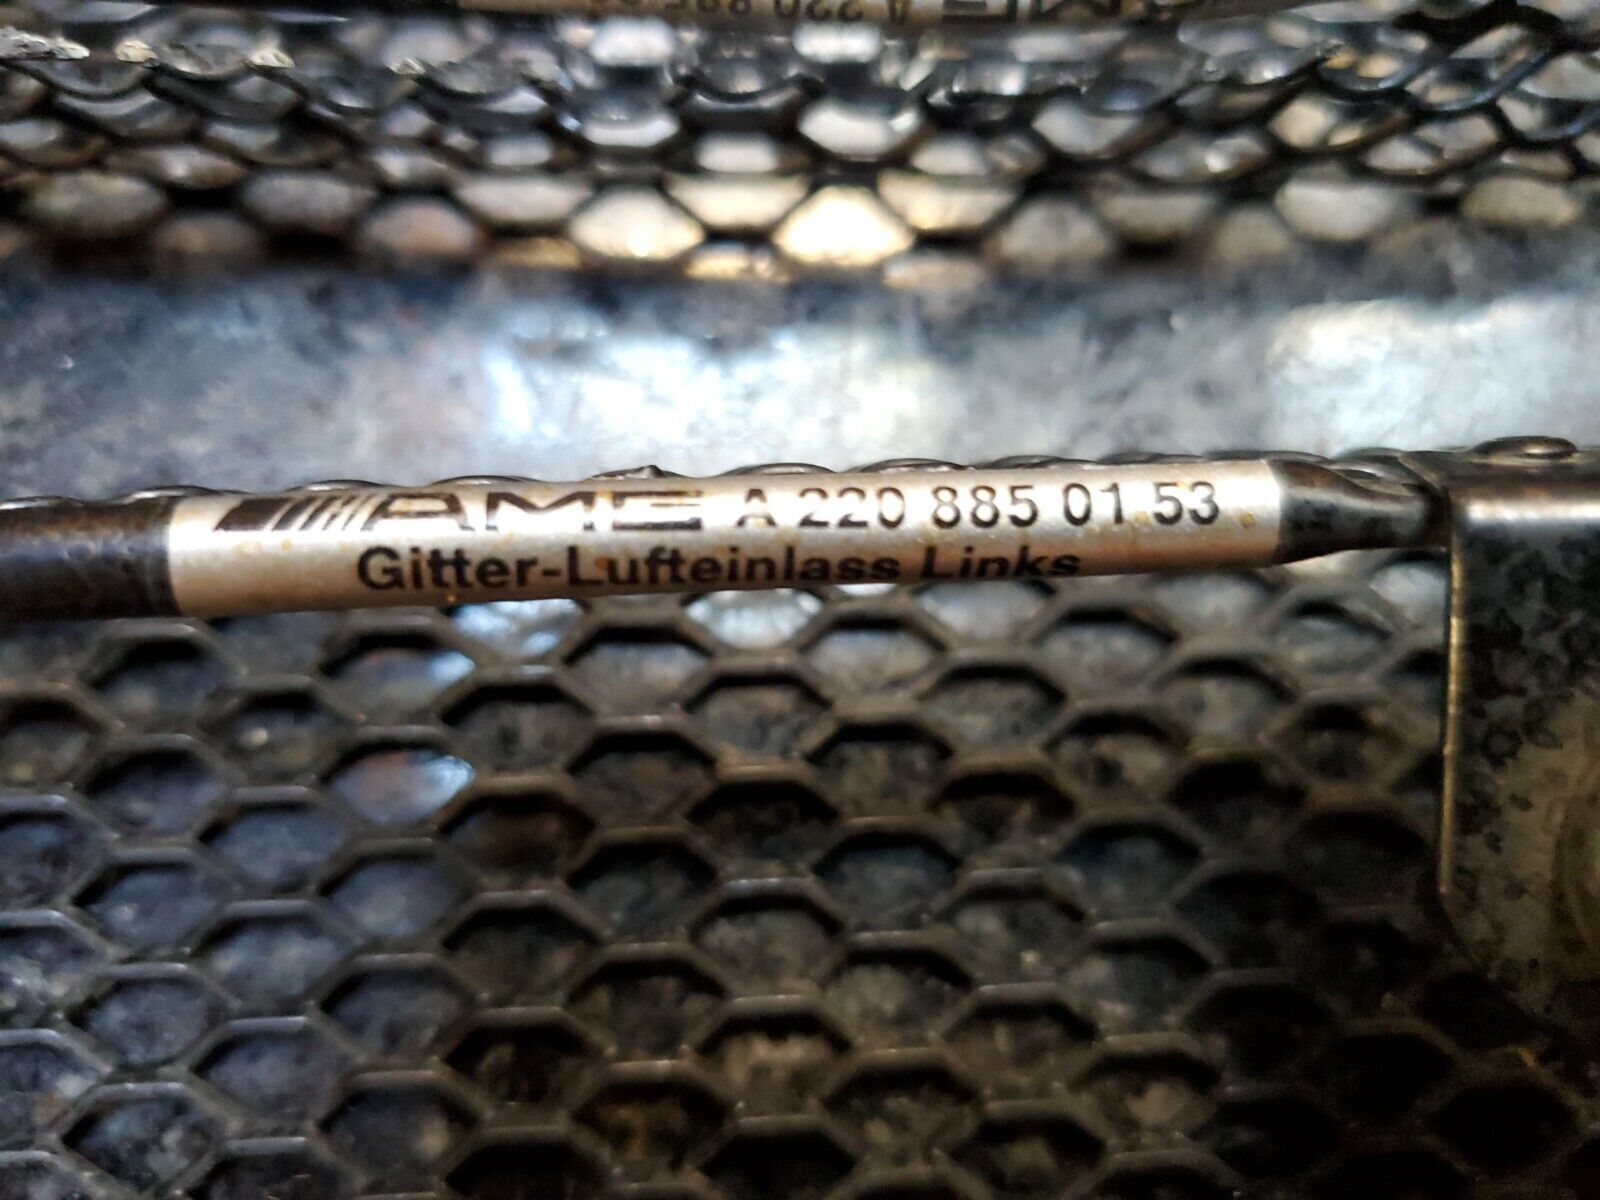 AMG A 220 885 01 53
Gitter-Lufteinlass Links